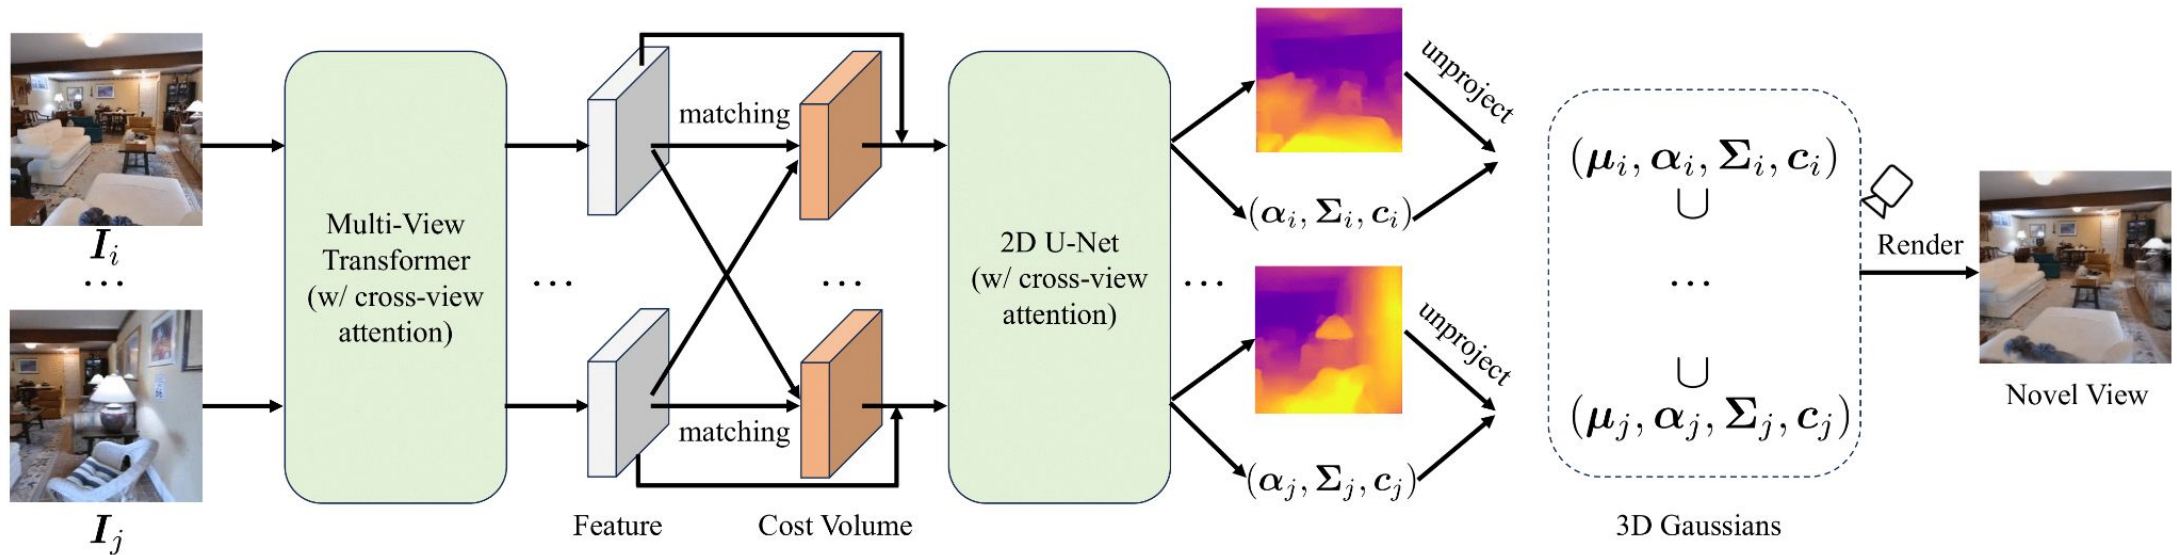 I_i
...
I_j
Multi-View
Transformer
(w/ cross-view
attention)
...
matching
matching
Feature
...
Cost Volume
2D U-Net
(w/ cross-view
attention)
...
unproject
(α_i, Σ_i, c_i)
unproject
(α_j, Σ_j, c_j)
(μ_i, α_i, Σ_i, c_i)
∪
...
∪
(μ_j, α_j, Σ_j, c_j)
3D Gaussians
Render
Novel View